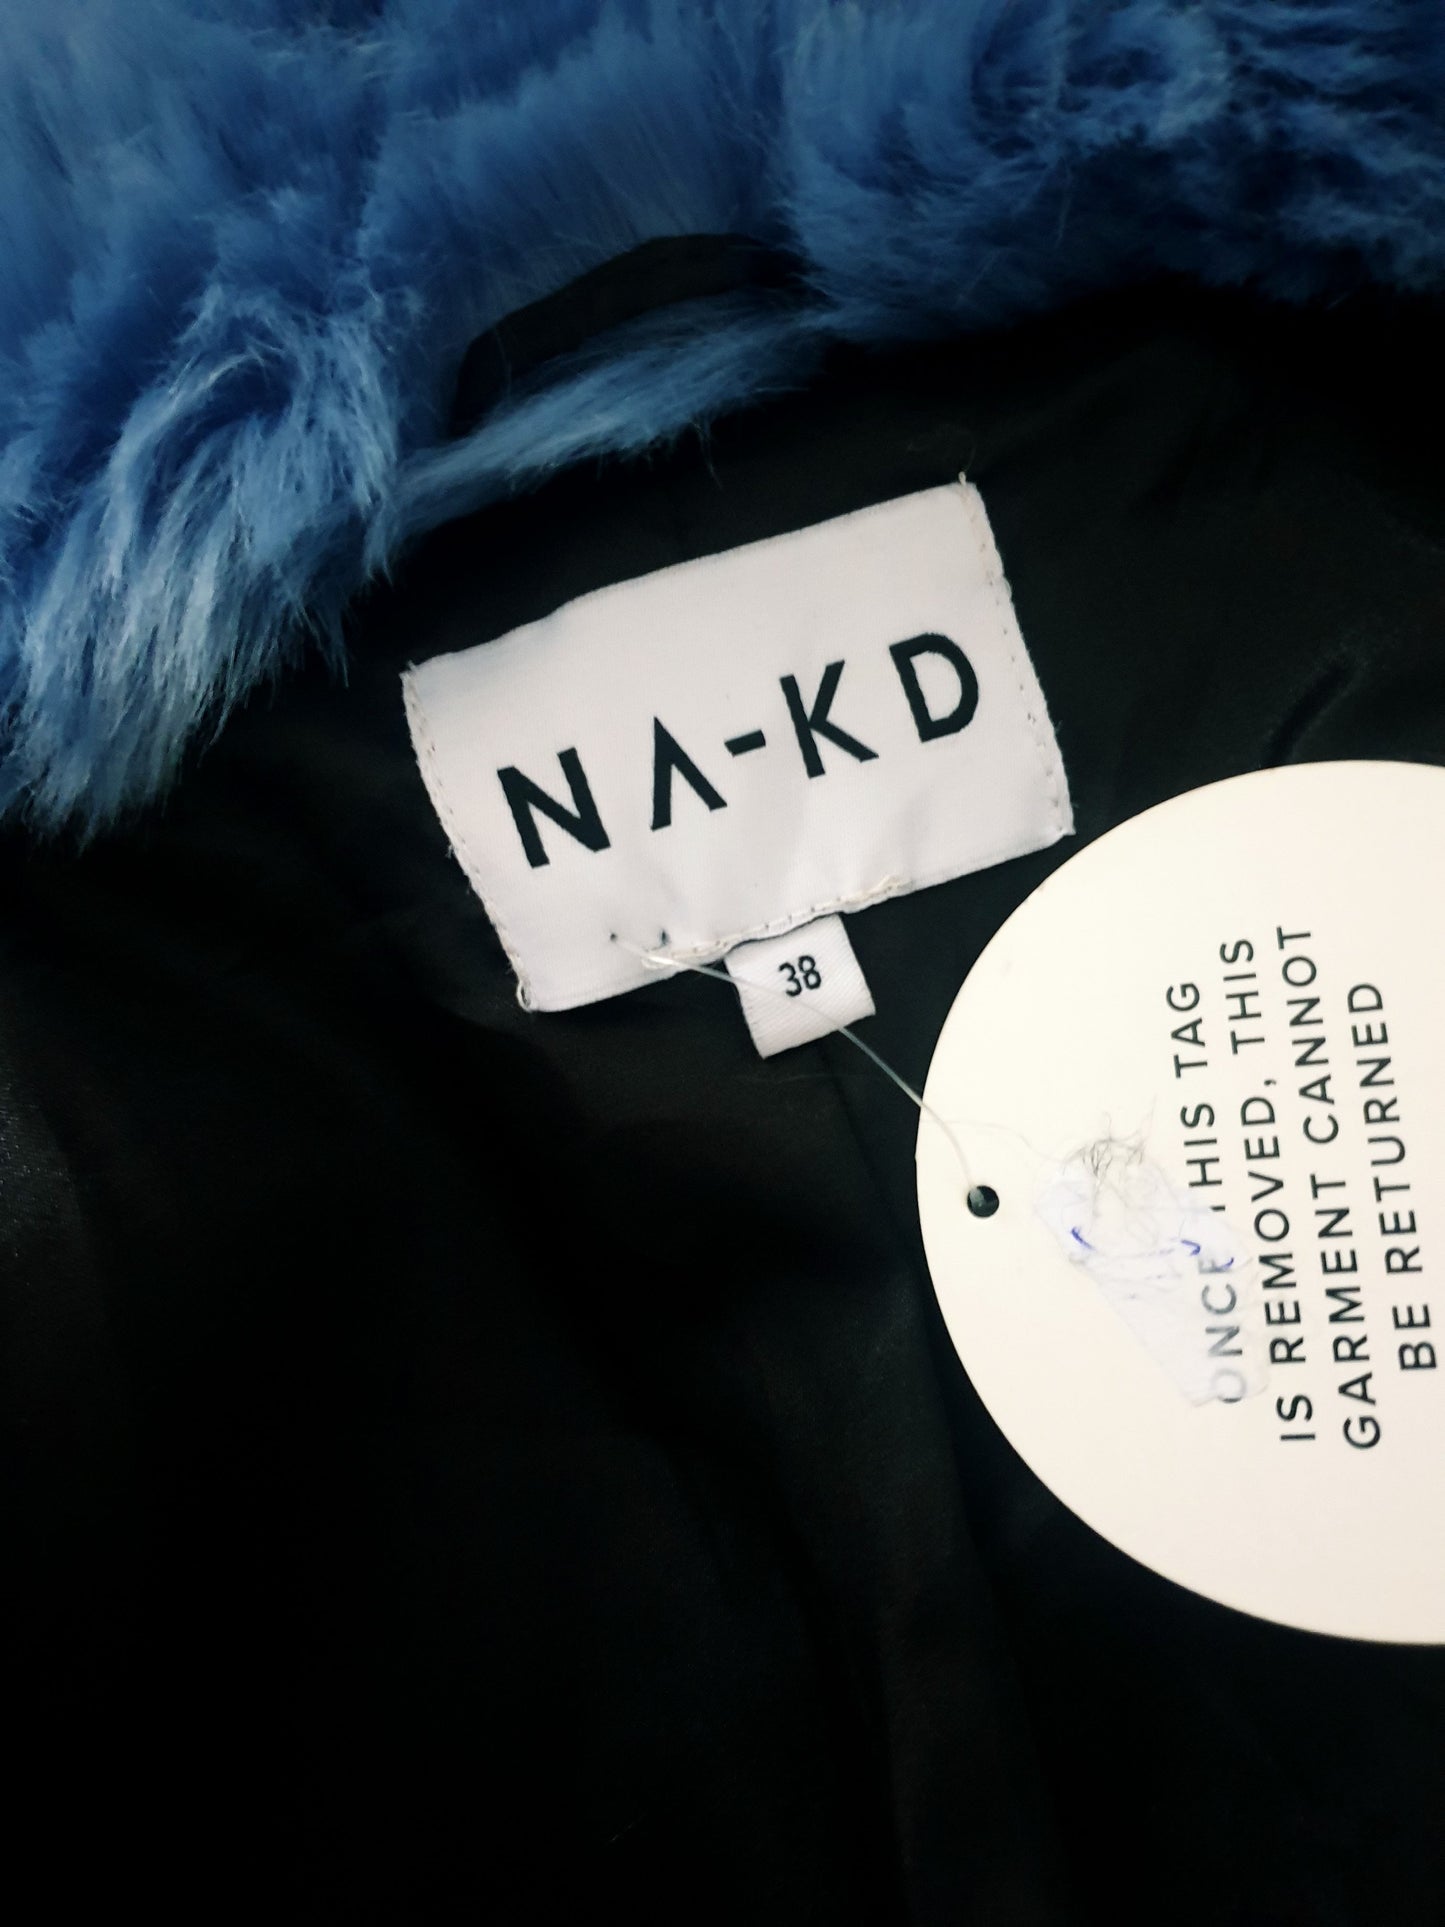 NA-KD
38
ONCE THIS TAG
IS REMOVED, THIS
GARMENT CANNOT
BE RETURNED